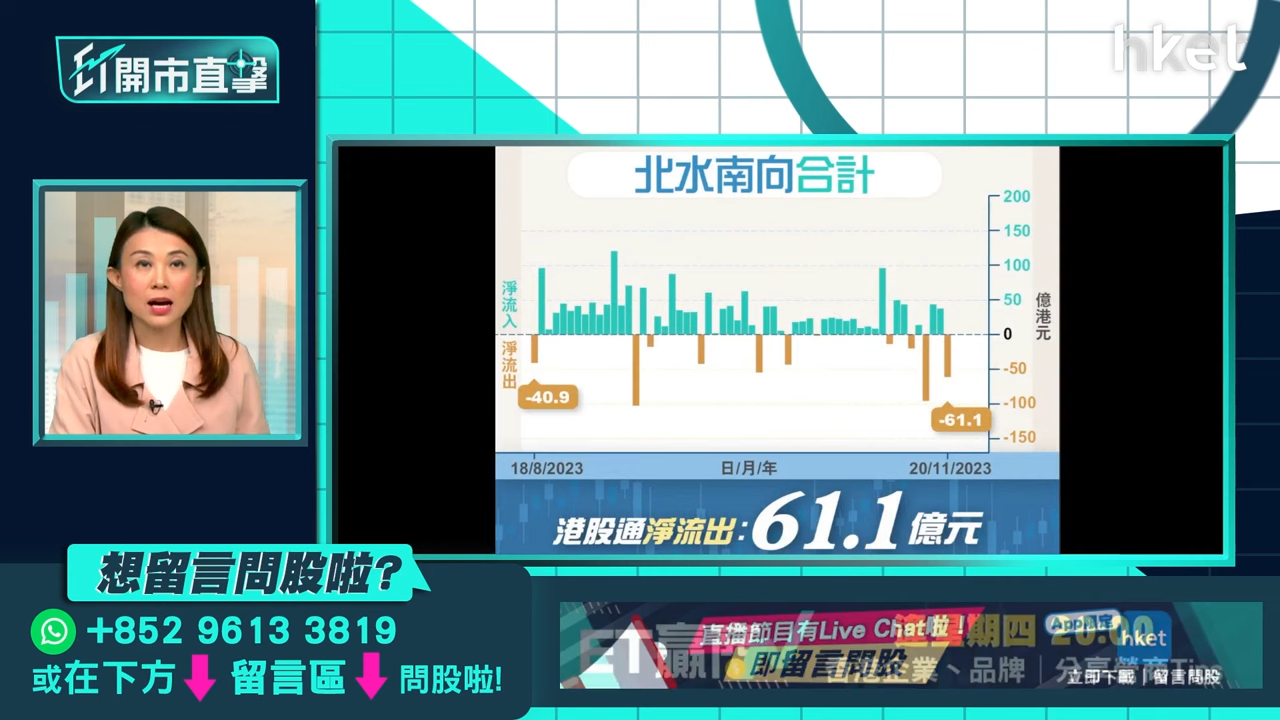 ET開市直擊
hket
北水南向合計
200
150
100
50
0
-50
-100
-150
億港元
淨流入
淨流出
-40.9
-61.1
18/8/2023
日/月/年
20/11/2023
港股通淨流出：61.1億元
想留言問股啦?
+852 9613 3819
或在下方 留言區 問股啦!
直播節目有Live Chat啦！
即留言問股
星期四 20:00
hket
立即下載｜留言問股